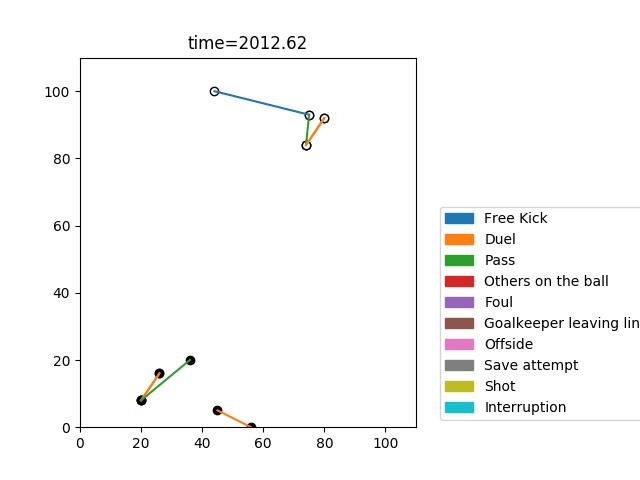 time=2012.62
100
80
60
40
20
0
0 20 40 60 80 100
Free Kick
Duel
Pass
Others on the ball
Foul
Goalkeeper leaving lin
Offside
Save attempt
Shot
Interruption